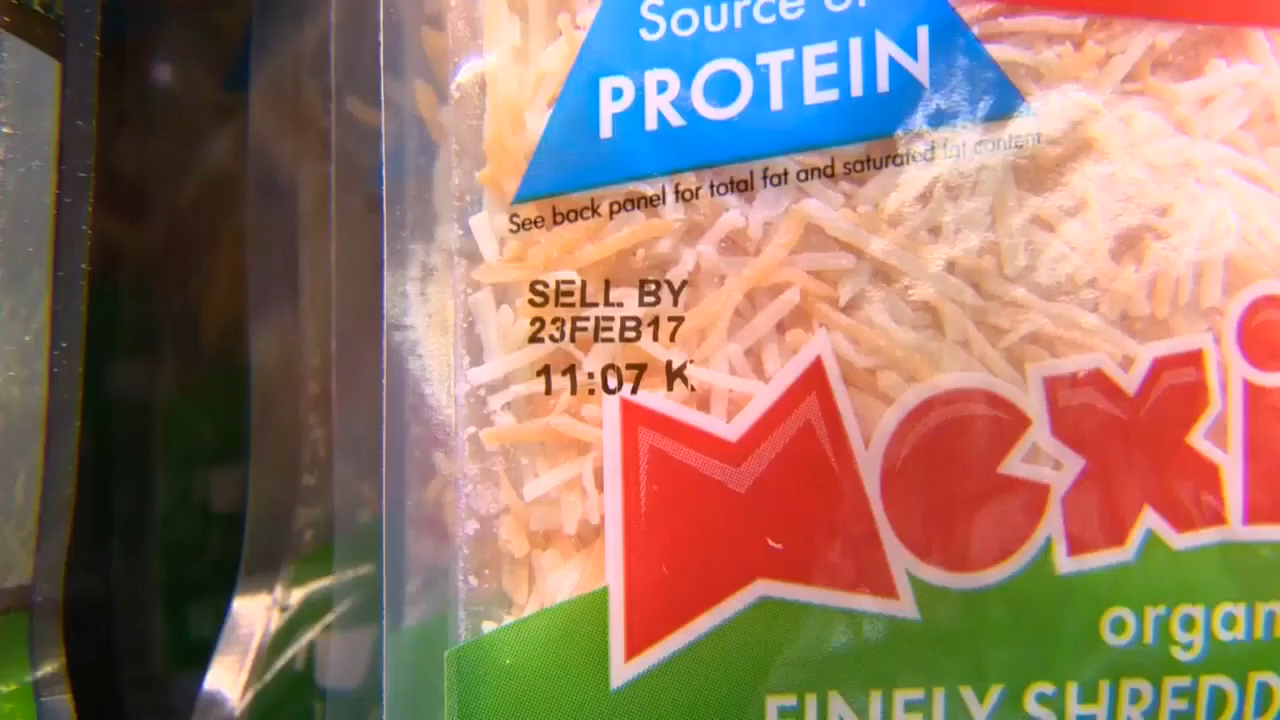 Source of
PROTEIN
See back panel for total fat and saturated fat content
SELL BY
23FEB17
11:07 K
Mexi
organ
FINELY SHREDD